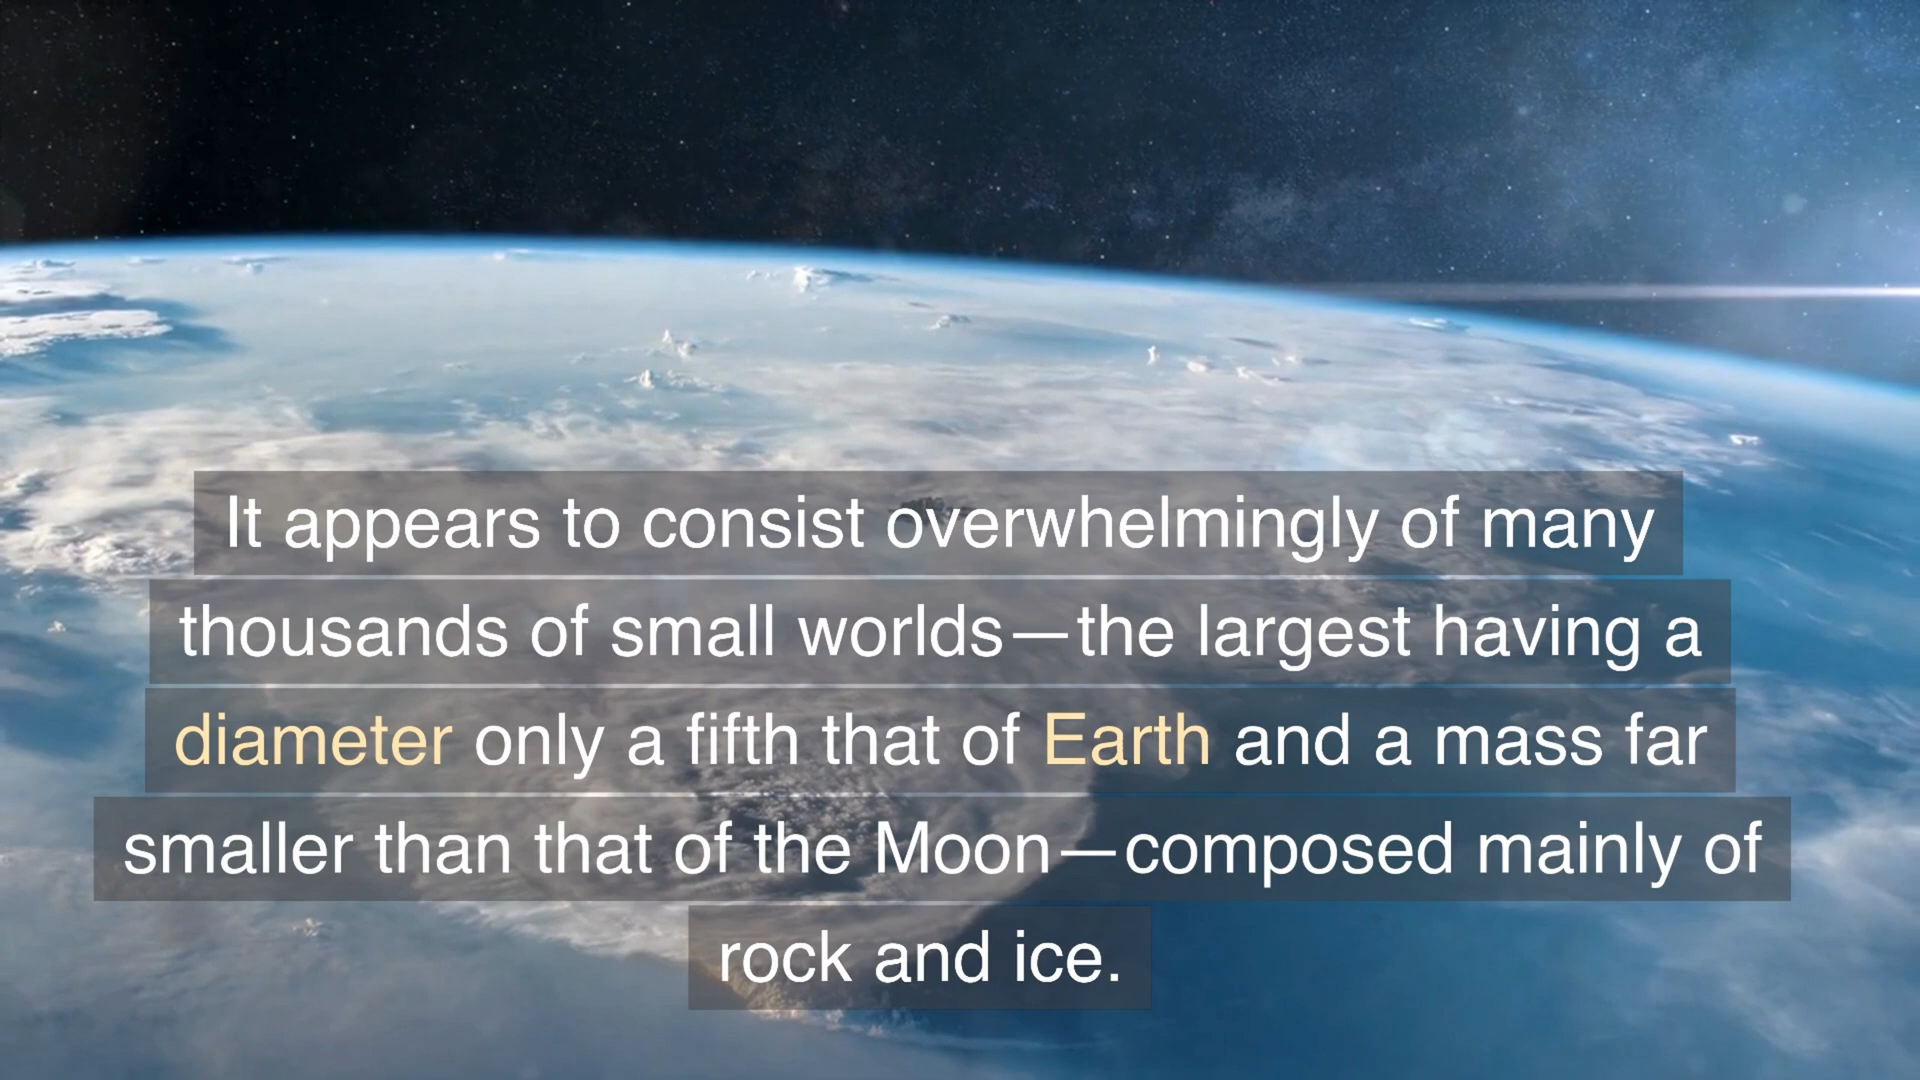 It appears to consist overwhelmingly of many
thousands of small worlds—the largest having a
diameter only a fifth that of Earth and a mass far
smaller than that of the Moon—composed mainly of
rock and ice.